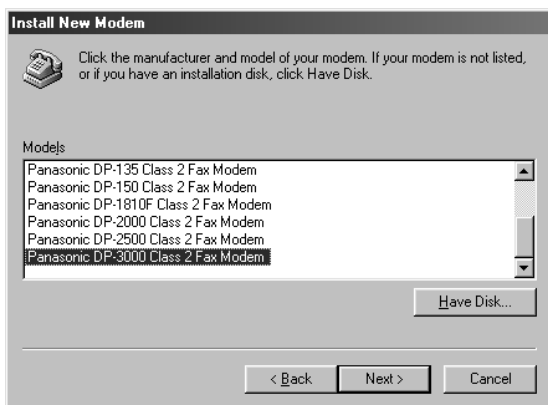 Install New Modem
Click the manufacturer and model of your modem. If your modem is not listed,
or if you have an installation disk, click Have Disk.
Models
Panasonic DP-135 Class 2 Fax Modem
Panasonic DP-150 Class 2 Fax Modem
Panasonic DP-1810F Class 2 Fax Modem
Panasonic DP-2000 Class 2 Fax Modem
Panasonic DP-2500 Class 2 Fax Modem
Panasonic DP-3000 Class 2 Fax Modem
Have Disk...
< Back Next > Cancel